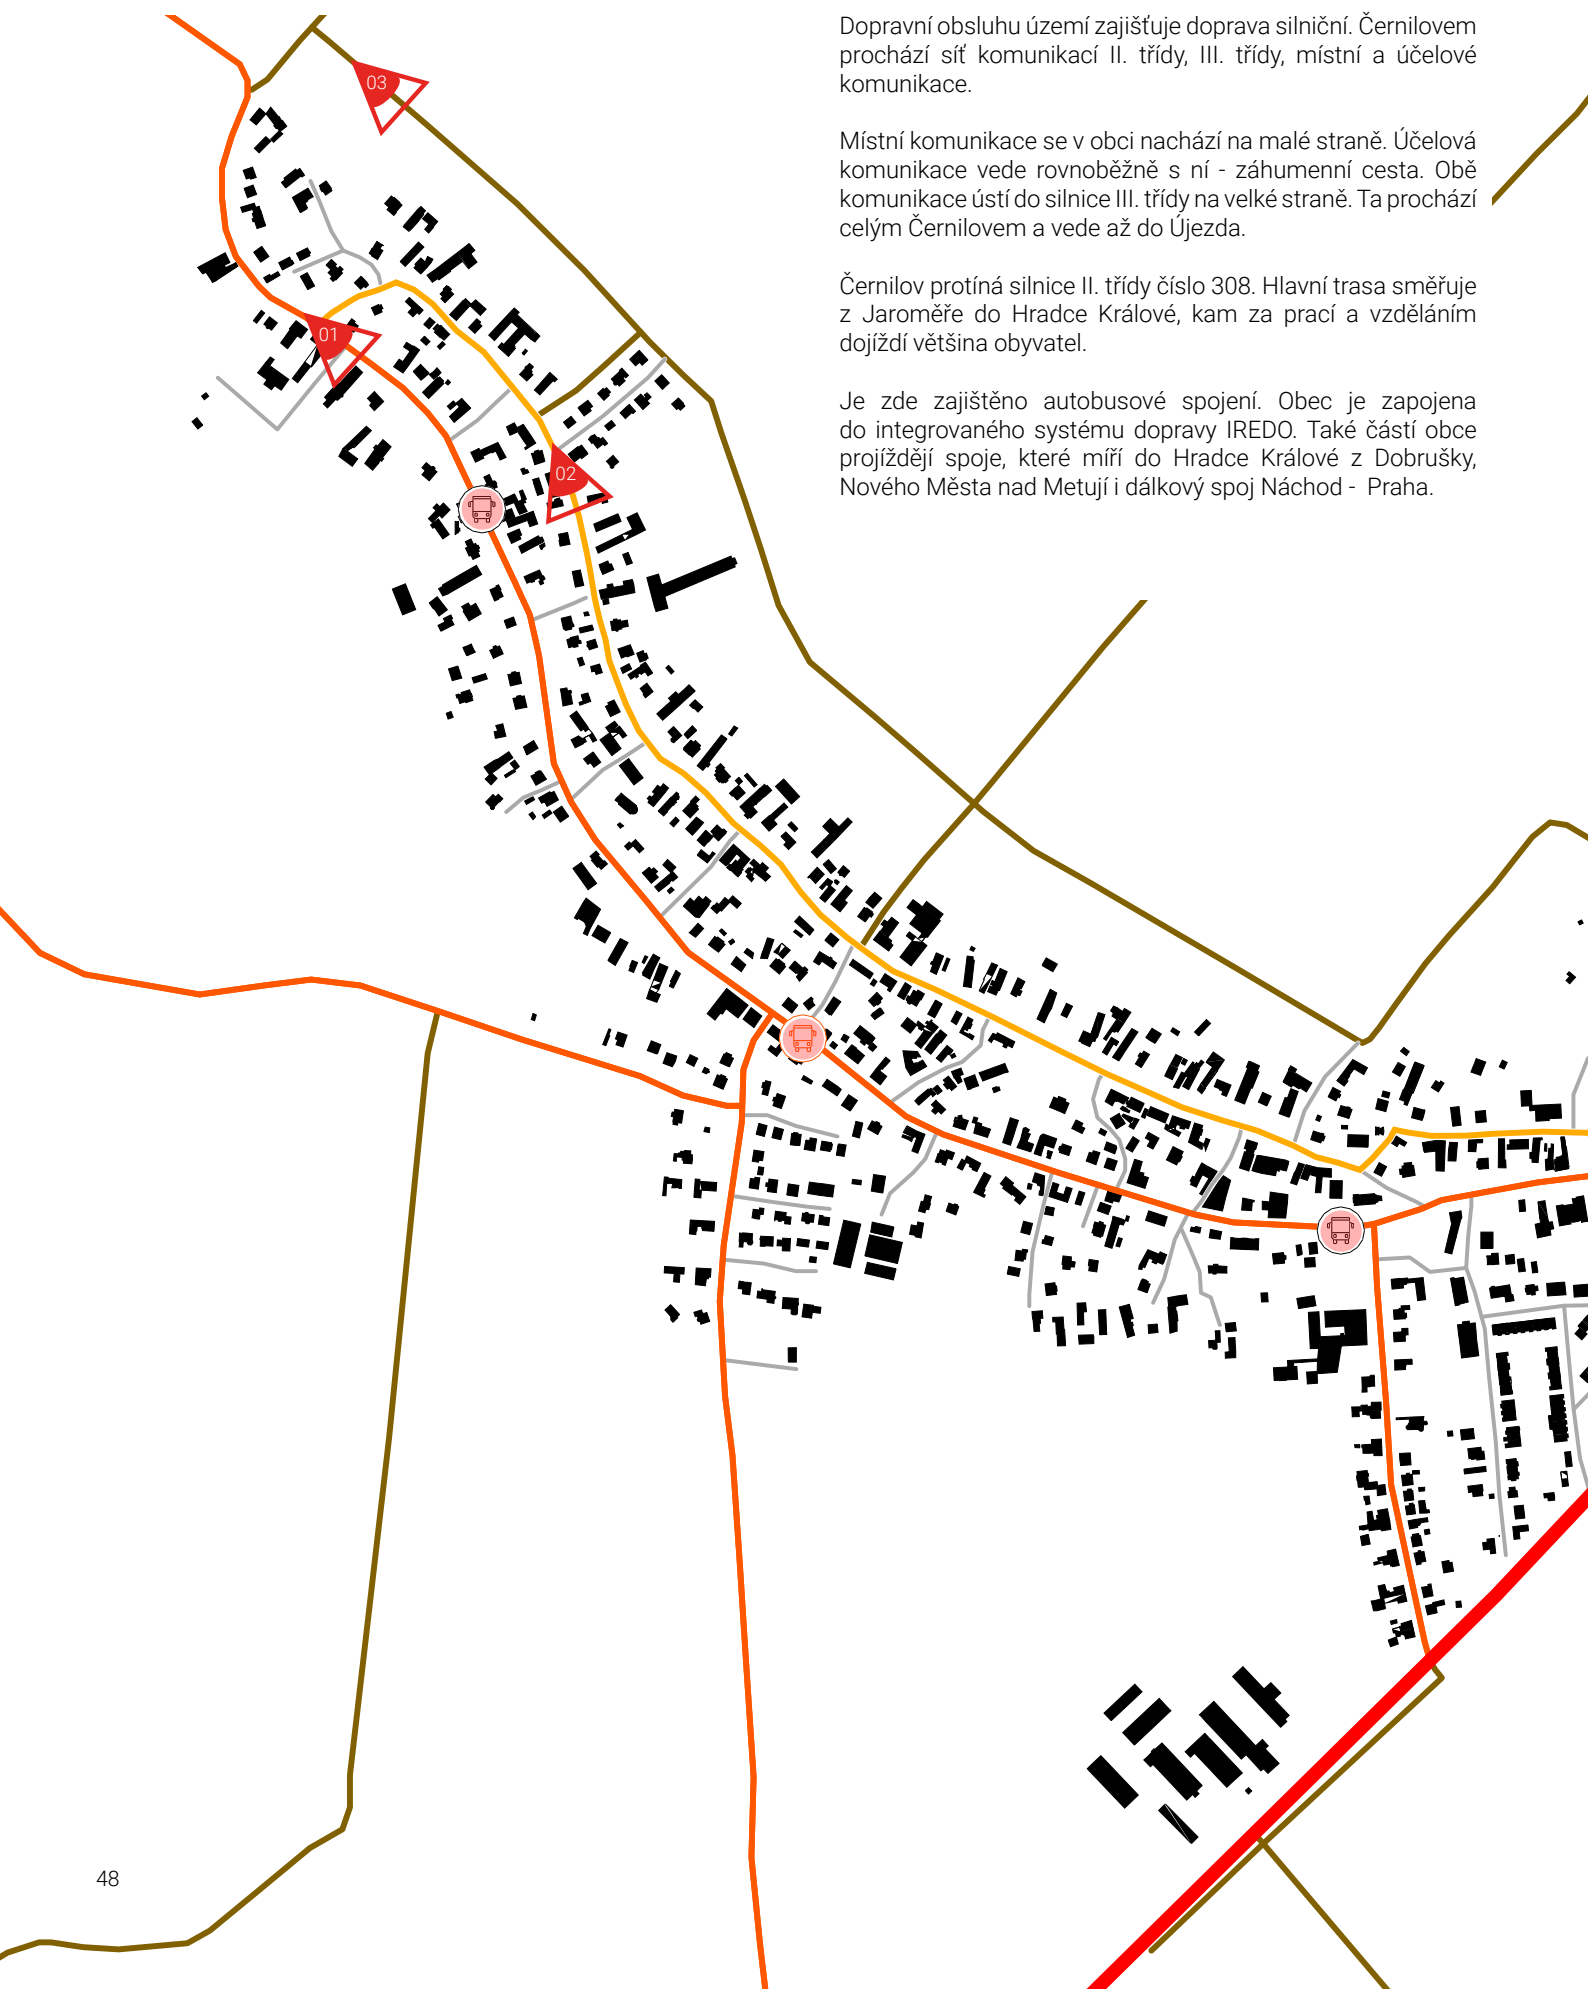 Dopravní obsluhu území zajišťuje doprava silniční. Černilovem
prochází síť komunikací II. třídy, III. třídy, místní a účelové
komunikace.
Místní komunikace se v obci nachází na malé straně. Účelová
komunikace vede rovnoběžně s ní - záhumenní cesta. Obě
komunikace ústí do silnice III. třídy na velké straně. Ta prochází
celým Černilovem a vede až do Újezda.
Černilov protíná silnice II. třídy číslo 308. Hlavní trasa směřuje
z Jaroměře do Hradce Králové, kam za prací a vzděláním
dojíždí většina obyvatel.
Je zde zajištěno autobusové spojení. Obec je zapojena
do integrovaného systému dopravy IREDO. Také částí obce
projíždějí spoje, které míří do Hradce Králové z Dobrušky,
Nového Města nad Metují i dálkový spoj Náchod - Praha.
03
01
02
48